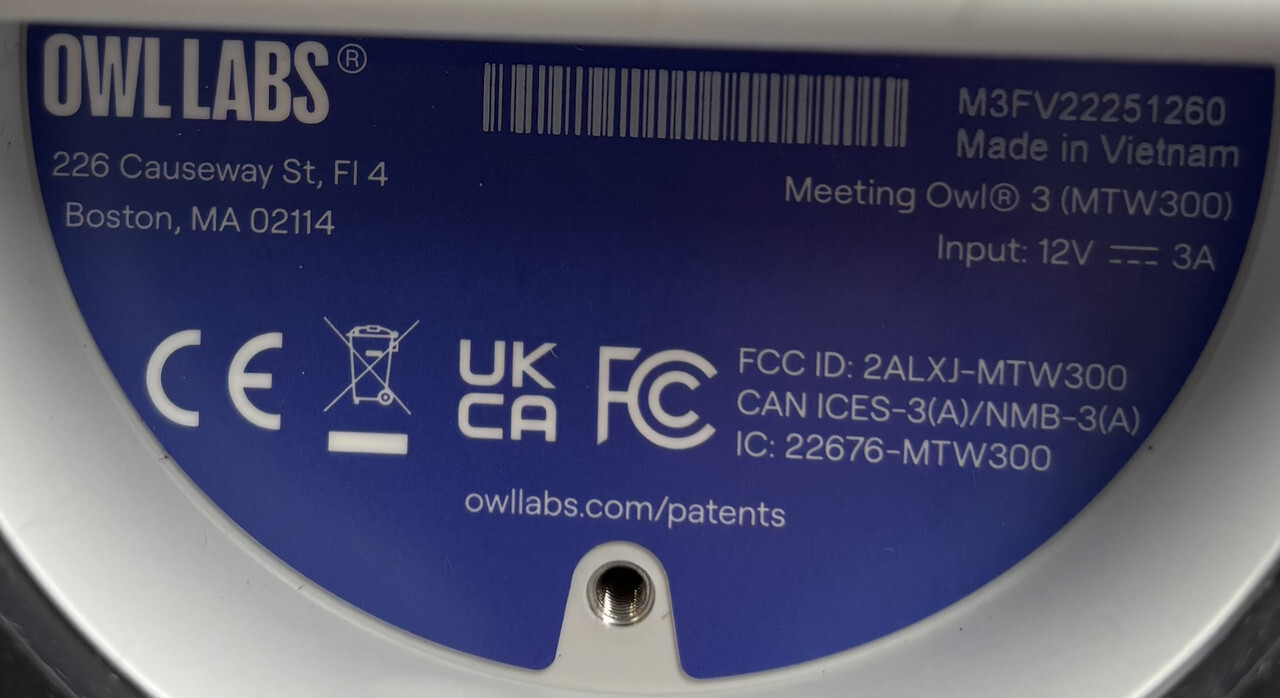 OWL LABS®
226 Causeway St, Fl 4
Boston, MA 02114
M3FV22251260
Made in Vietnam
Meeting Owl® 3 (MTW300)
Input: 12V ⎓ 3A
CE
UK
CA
FC
FCC ID: 2ALXJ-MTW300
CAN ICES-3(A)/NMB-3(A)
IC: 22676-MTW300
owllabs.com/patents